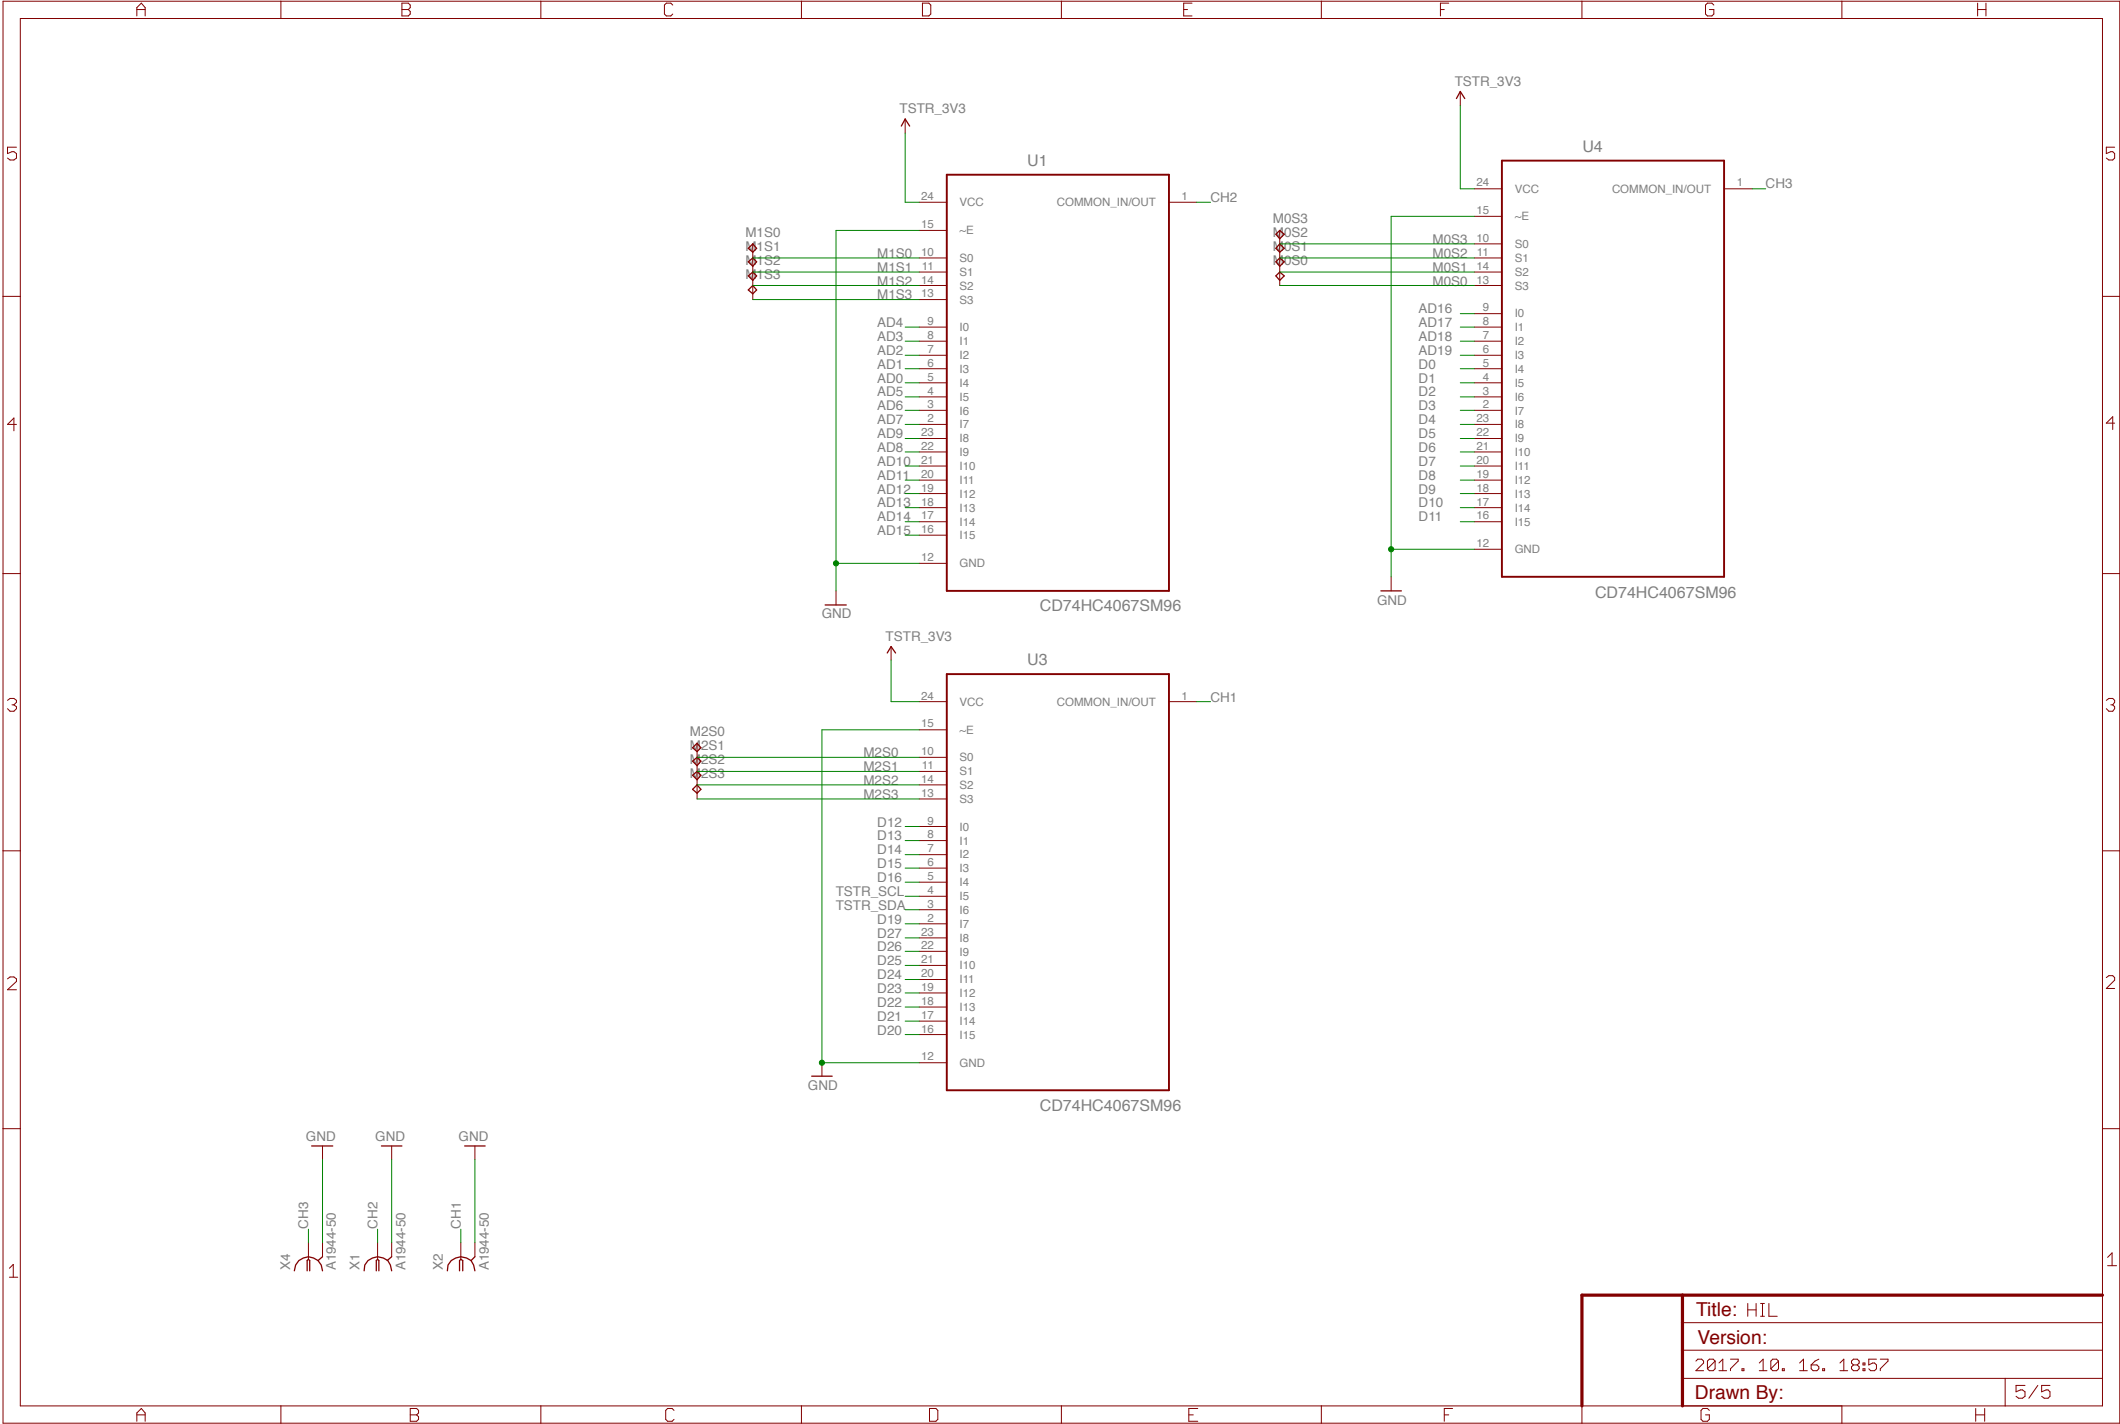 A B C D E F G H
5 5
4 4
3 3
2 2
1 1
TSTR_3V3
U1
24 VCC
COMMON_IN/OUT 1 CH2
15 ~E
M1S0
M1S1
M1S2
M1S3
M1S0 10 S0
M1S1 11 S1
M1S2 14 S2
M1S3 13 S3
AD4 9 I0
AD3 8 I1
AD2 7 I2
AD1 6 I3
AD0 5 I4
AD5 4 I5
AD6 3 I6
AD7 2 I7
AD9 23 I8
AD8 22 I9
AD10 21 I10
AD11 20 I11
AD12 19 I12
AD13 18 I13
AD14 17 I14
AD15 16 I15
12 GND
GND
CD74HC4067SM96
TSTR_3V3
U4
24 VCC
COMMON_IN/OUT 1 CH3
15 ~E
M0S3
M0S2
M0S1
M0S0
M0S3 10 S0
M0S2 11 S1
M0S1 14 S2
M0S0 13 S3
AD16 9 I0
AD17 8 I1
AD18 7 I2
AD19 6 I3
D0 5 I4
D1 4 I5
D2 3 I6
D3 2 I7
D4 23 I8
D5 22 I9
D6 21 I10
D7 20 I11
D8 19 I12
D9 18 I13
D10 17 I14
D11 16 I15
12 GND
GND
CD74HC4067SM96
TSTR_3V3
U3
24 VCC
COMMON_IN/OUT 1 CH1
15 ~E
M2S0
M2S1
M2S2
M2S3
M2S0 10 S0
M2S1 11 S1
M2S2 14 S2
M2S3 13 S3
D12 9 I0
D13 8 I1
D14 7 I2
D15 6 I3
D16 5 I4
TSTR_SCL 4 I5
TSTR_SDA 3 I6
D19 2 I7
D27 23 I8
D26 22 I9
D25 21 I10
D24 20 I11
D23 19 I12
D22 18 I13
D21 17 I14
D20 16 I15
12 GND
GND
CD74HC4067SM96
GND GND GND
CH3
X4
A1944-50
CH2
X1
A1944-50
CH1
X2
A1944-50
Title: HIL
Version:
2017. 10. 16. 18:57
Drawn By: 5/5
A B C D E F G H